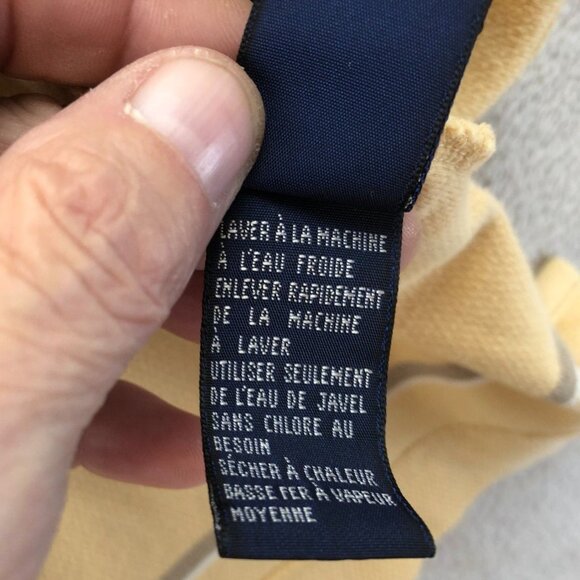 LAVER À LA MACHINE
À L'EAU FROIDE
ENLEVER RAPIDEMENT
DE LA MACHINE
À LAVER
UTILISER SEULEMENT
DE L'EAU DE JAVEL
SANS CHLORE AU
BESOIN
SÉCHER À CHALEUR
BASSE FER À VAPEUR
MOYENNE